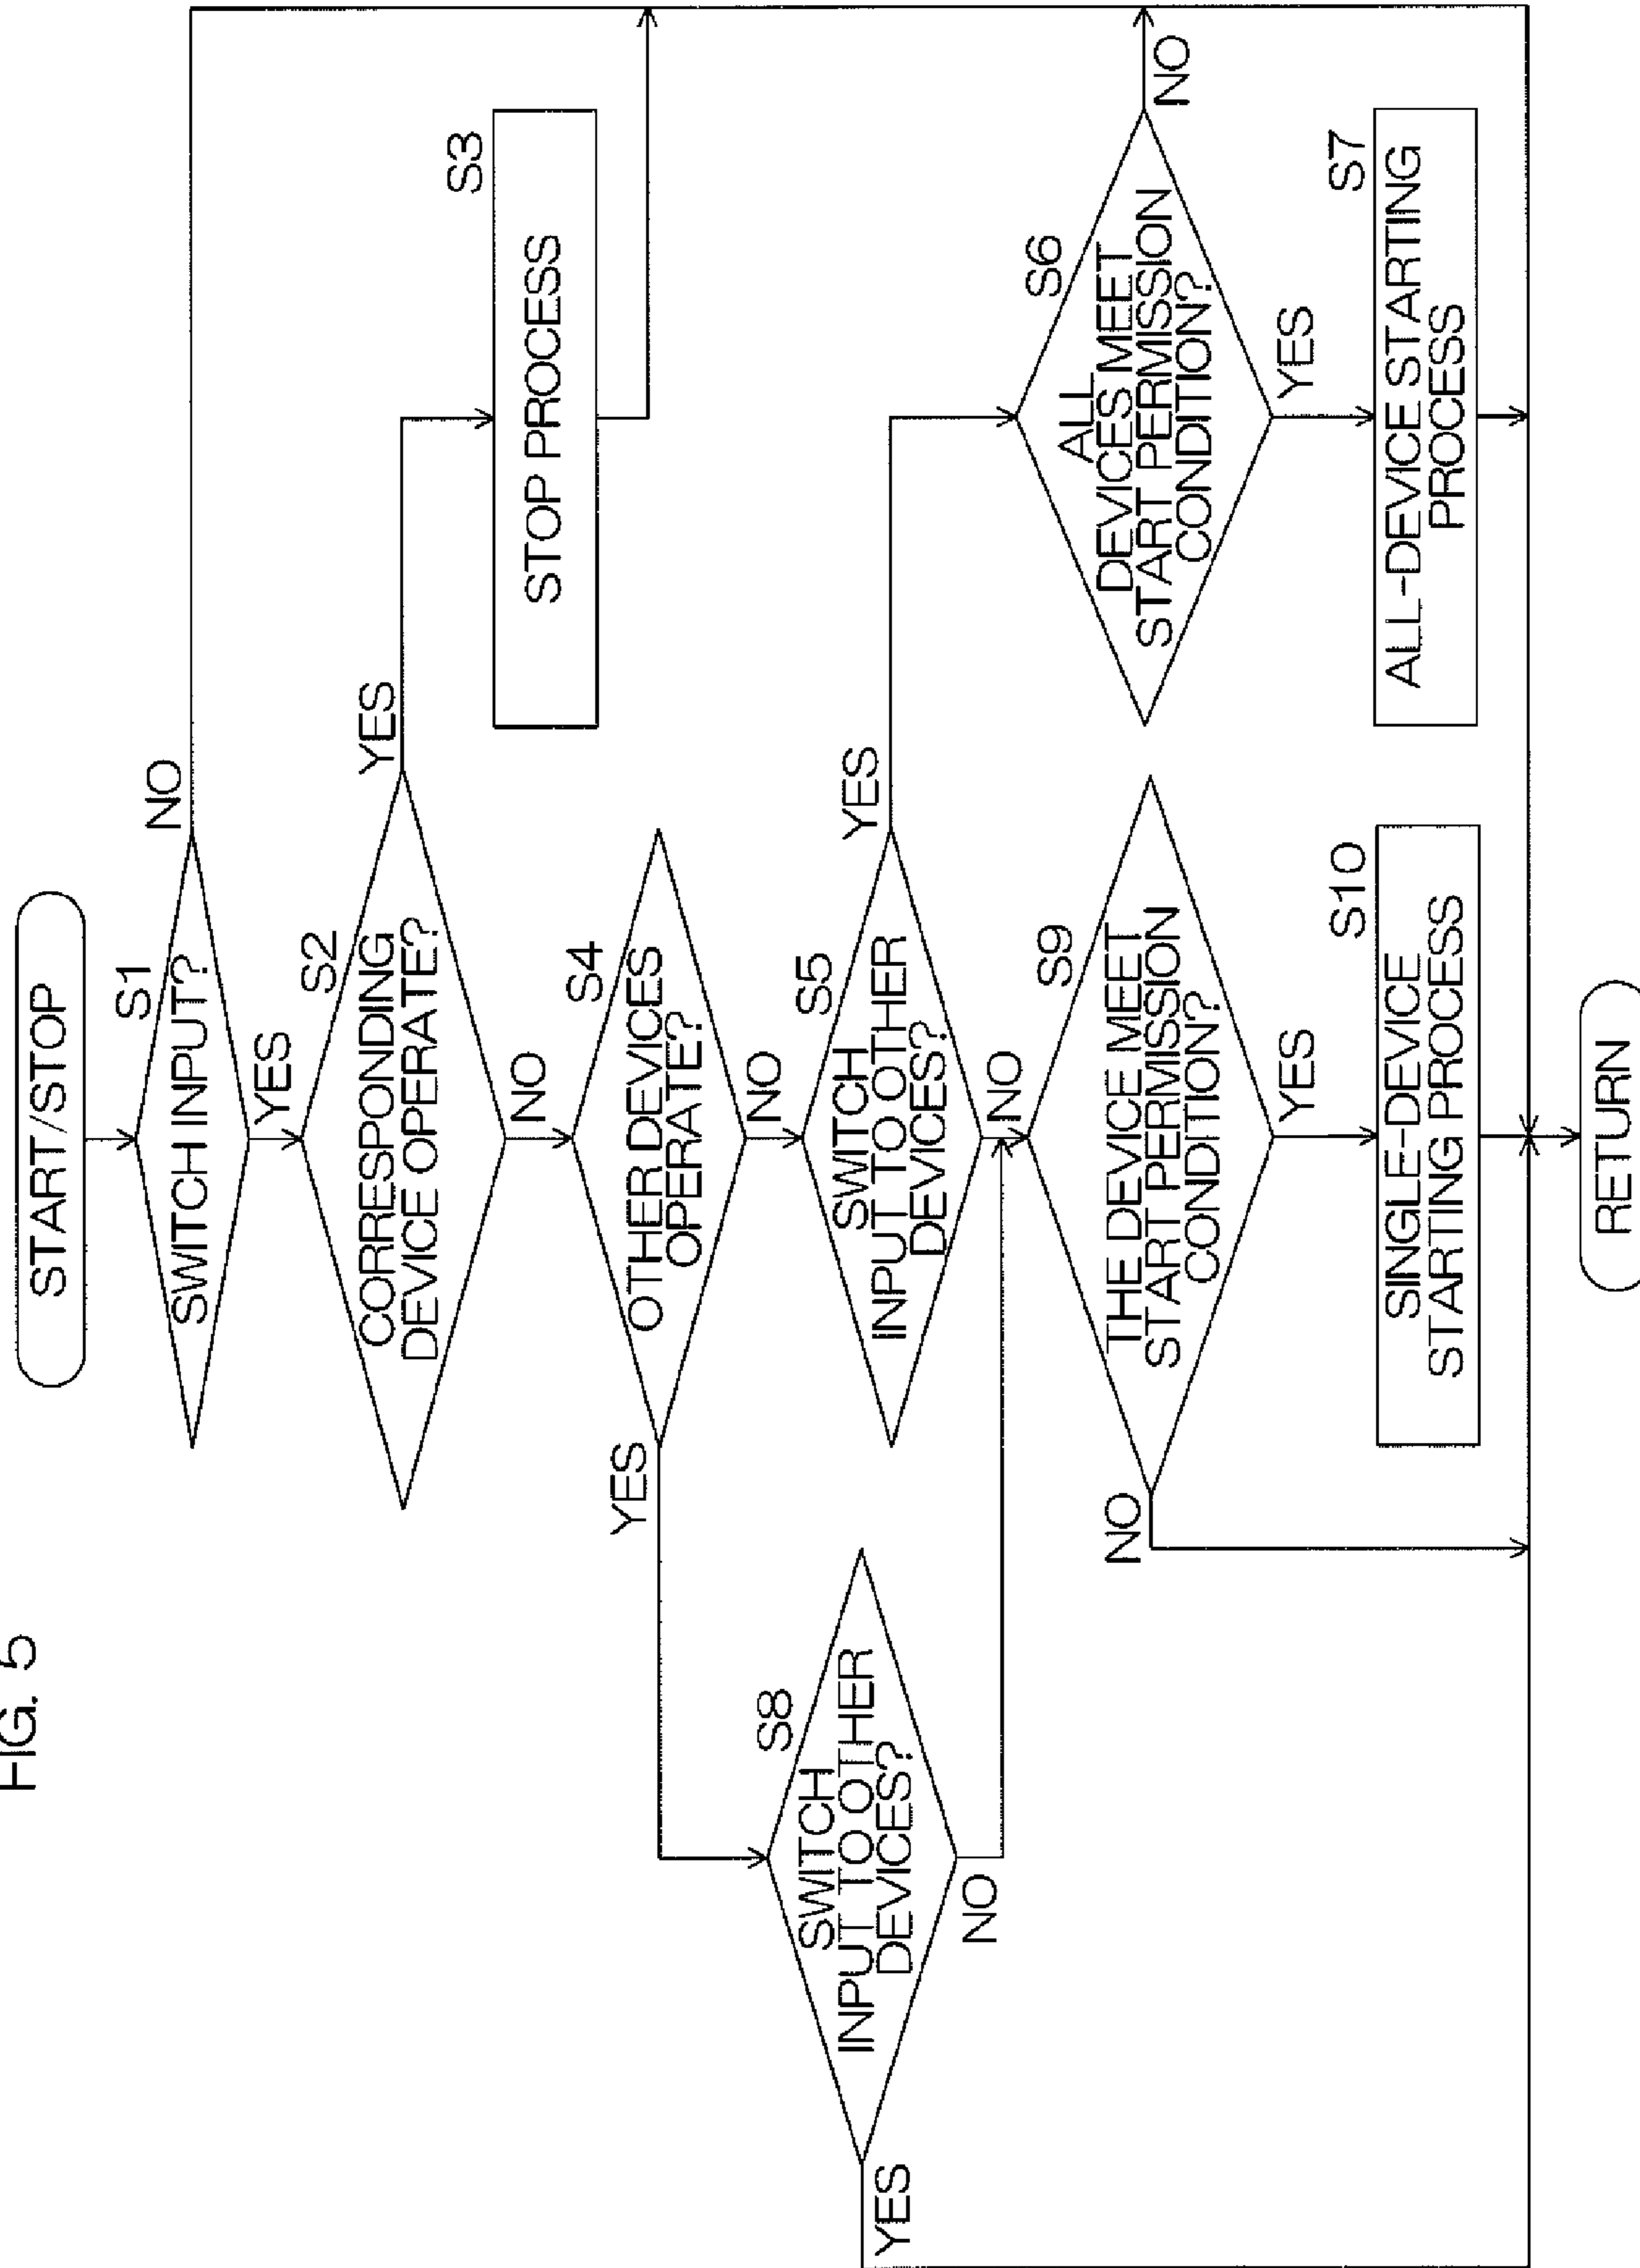 FIG. 5
START/STOP
S1
SWITCH INPUT?
NO
YES
S2
CORRESPONDING
DEVICE OPERATE?
YES
NO
S3
STOP PROCESS
S4
OTHER DEVICES
OPERATE?
YES
NO
S5
SWITCH
INPUT TO OTHER
DEVICES?
YES
NO
S6
ALL
DEVICES MEET
START PERMISSION
CONDITION?
NO
YES
S7
ALL-DEVICE STARTING
PROCESS
S8
SWITCH
INPUT TO OTHER
DEVICES?
YES
NO
S9
THE DEVICE MEET
START PERMISSION
CONDITION?
NO
YES
S10
SINGLE-DEVICE
STARTING PROCESS
RETURN